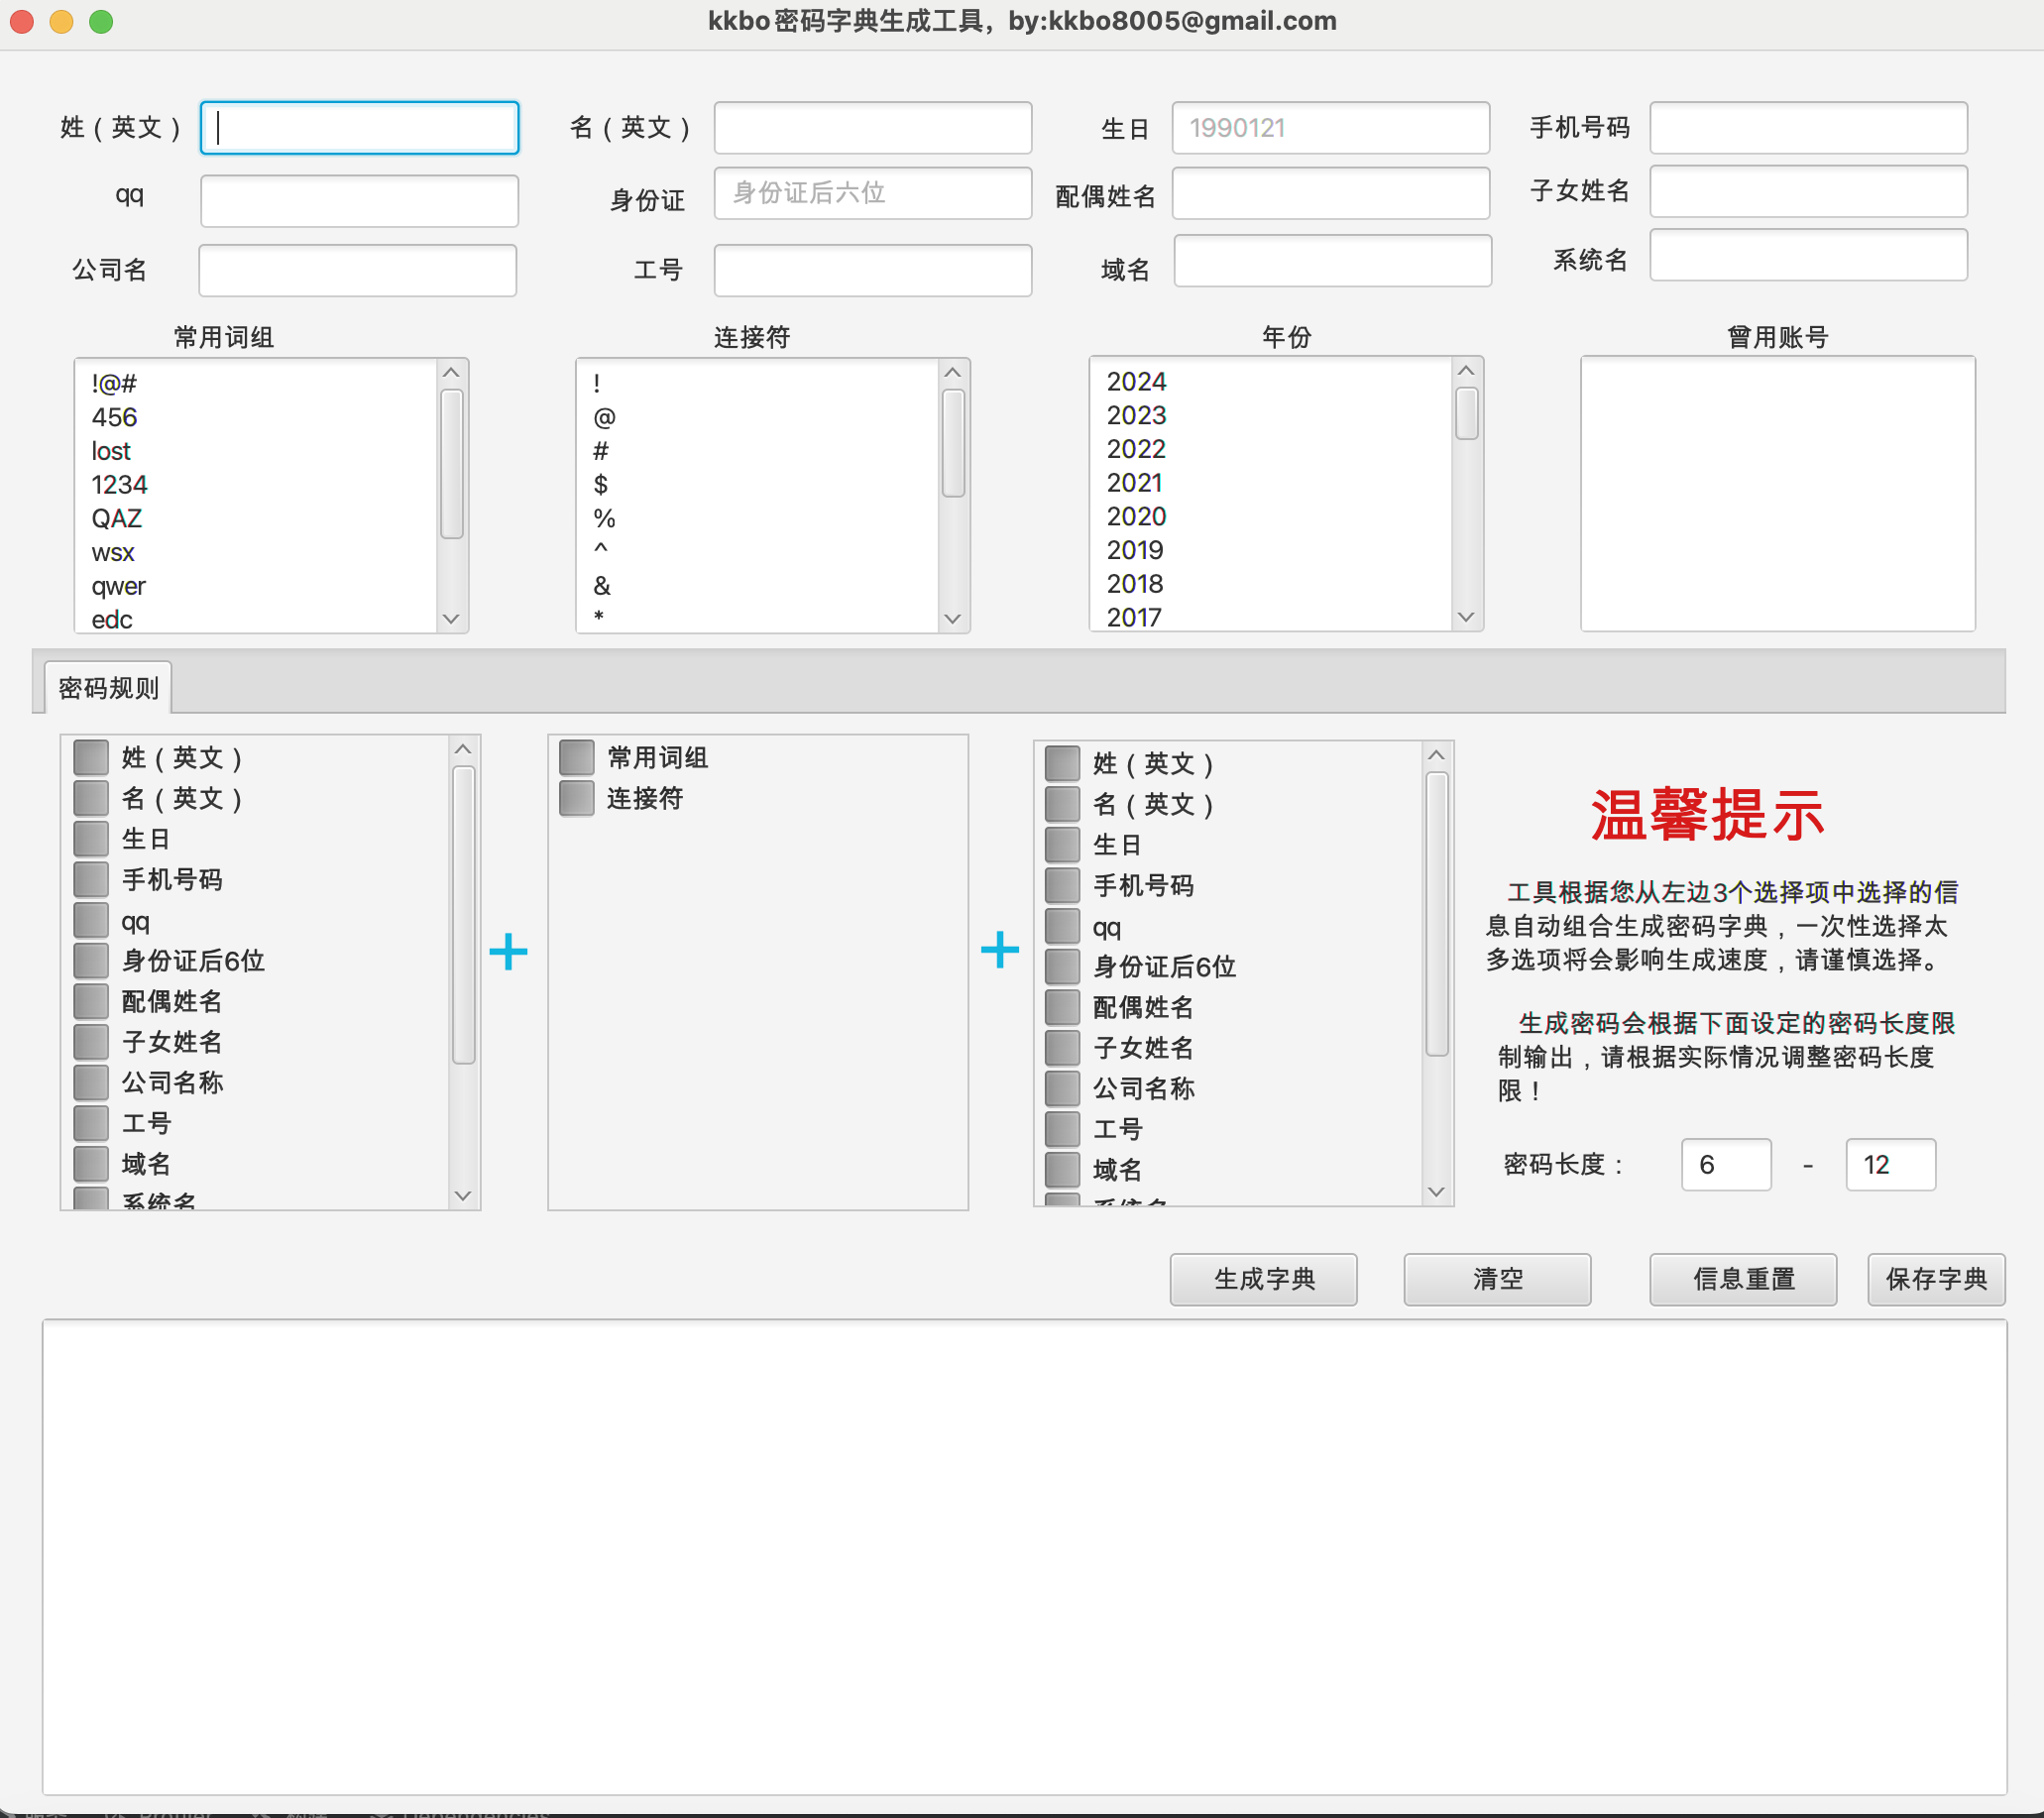 kkbo密码字典生成工具，by:kkbo8005@gmail.com
姓（英文） 名（英文） 生日 1990121 手机号码
qq 身份证 身份证后六位 配偶姓名 子女姓名
公司名 工号 域名 系统名
常用词组 连接符 年份 曾用账号
!@# ! 2024
456 @ 2023
lost # 2022
1234 $ 2021
QAZ % 2020
wsx ^ 2019
qwer & 2018
edc * 2017
密码规则
姓（英文） 常用词组 姓（英文）
名（英文） 连接符 名（英文）
生日 生日
手机号码 手机号码
qq qq
身份证后6位 身份证后6位
配偶姓名 配偶姓名
子女姓名 子女姓名
公司名称 公司名称
工号 工号
域名 域名
系统名 系统名
+ +
温馨提示
工具根据您从左边3个选择项中选择的信
息自动组合生成密码字典，一次性选择太
多选项将会影响生成速度，请谨慎选择。
生成密码会根据下面设定的密码长度限
制输出，请根据实际情况调整密码长度
限！
密码长度： 6 - 12
生成字典 清空 信息重置 保存字典